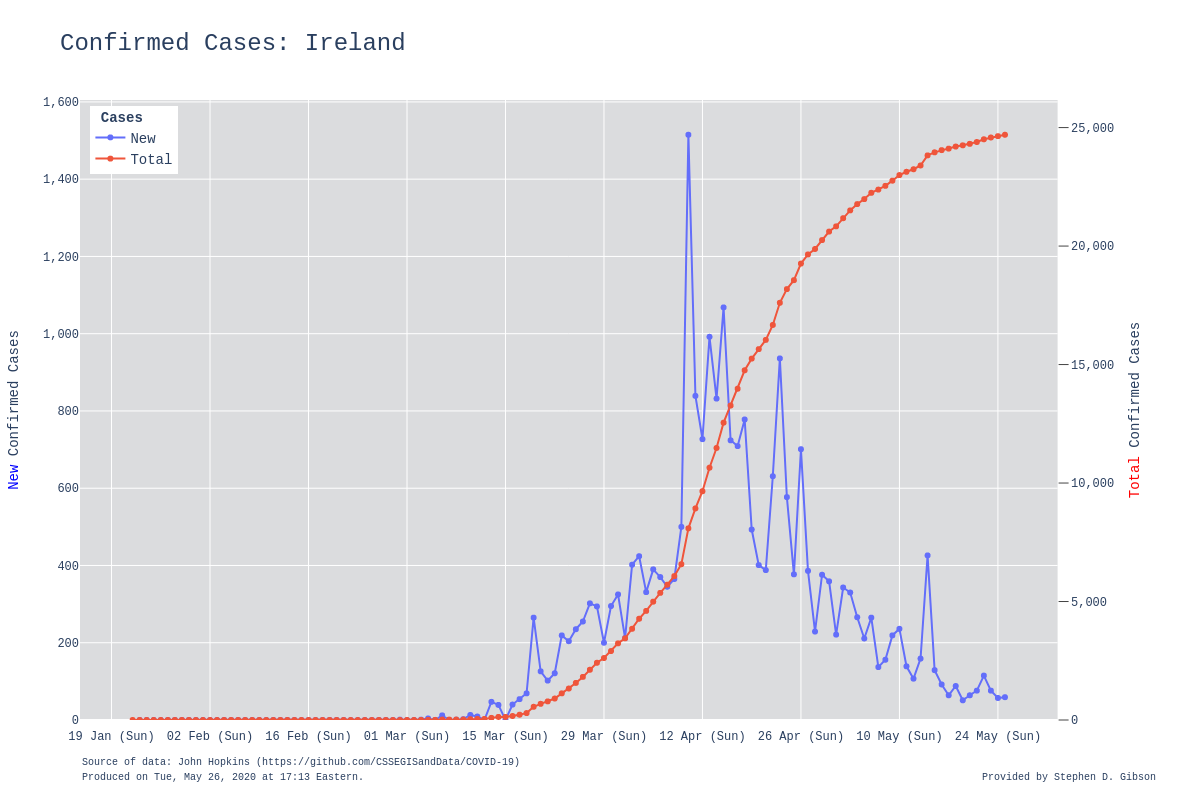 Confirmed Cases: Ireland
Cases
New
Total
1,600
1,400
1,200
1,000
800
600
400
200
0
New Confirmed Cases
25,000
20,000
15,000
10,000
5,000
0
Total Confirmed Cases
19 Jan (Sun) 02 Feb (Sun) 16 Feb (Sun) 01 Mar (Sun) 15 Mar (Sun) 29 Mar (Sun) 12 Apr (Sun) 26 Apr (Sun) 10 May (Sun) 24 May (Sun)
Source of data: John Hopkins (https://github.com/CSSEGISandData/COVID-19)
Produced on Tue, May 26, 2020 at 17:13 Eastern.
Provided by Stephen D. Gibson